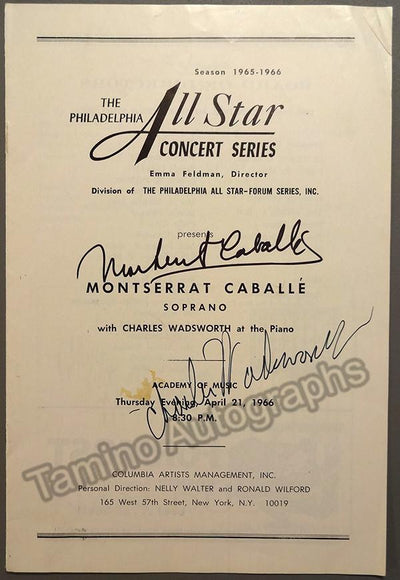 Season 1965-1966
THE
PHILADELPHIA
All Star
CONCERT SERIES
Emma Feldman, Director
Division of THE PHILADELPHIA ALL STAR-FORUM SERIES, INC.
presents
Montserrat Caballé
MONTSERRAT CABALLÉ
SOPRANO
with CHARLES WADSWORTH at the Piano
Charles Wadsworth
ACADEMY OF MUSIC
Thursday Evening, April 21, 1966
8:30 P.M.
Tamino Autographs
COLUMBIA ARTISTS MANAGEMENT, INC.
Personal Direction: NELLY WALTER and RONALD WILFORD
165 West 57th Street, New York, N.Y. 10019